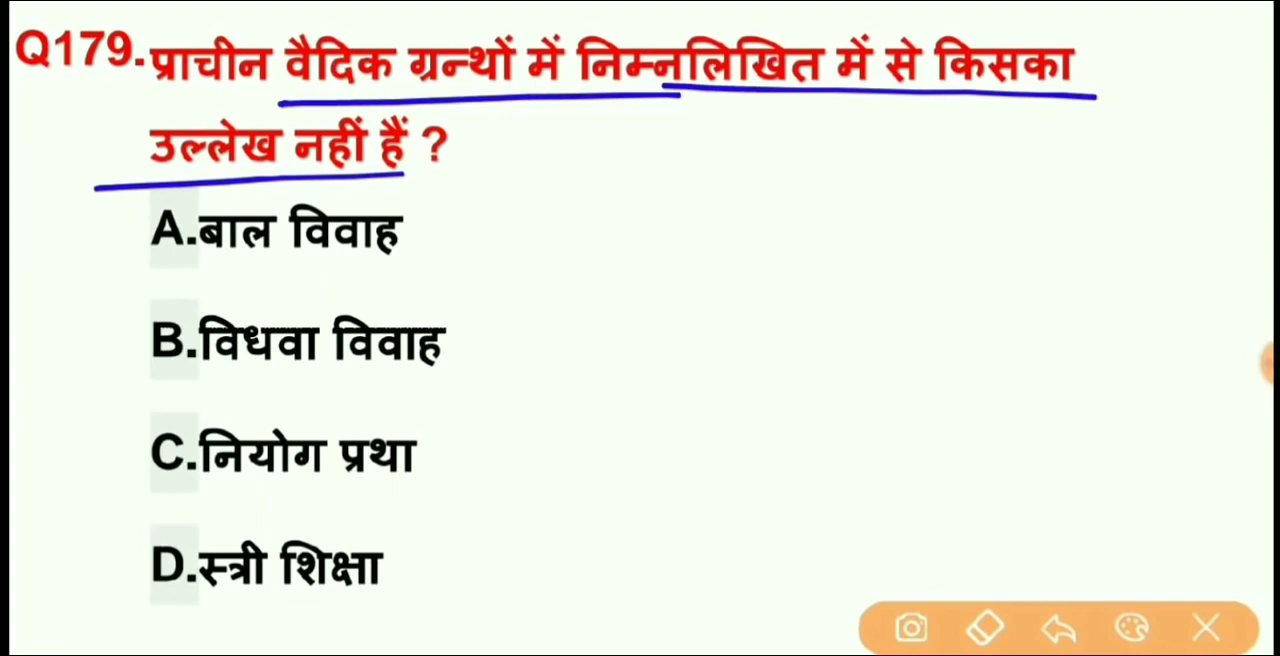 Q179.प्राचीन वैदिक ग्रन्थों में निम्नलिखित में से किसका
उल्लेख नहीं हैं ?
A.बाल विवाह
B.विधवा विवाह
C.नियोग प्रथा
D.स्त्री शिक्षा